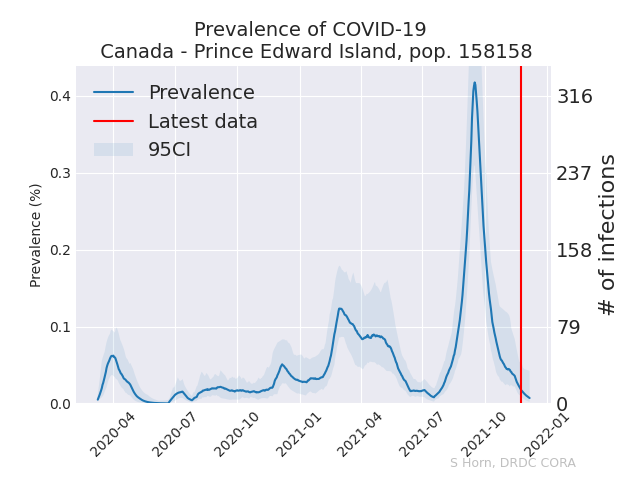 Prevalence of COVID-19
Canada - Prince Edward Island, pop. 158158
Prevalence
Latest data
95CI
Prevalence (%)
0.4
0.3
0.2
0.1
0.0
316
237
158
79
0
# of infections
2020-04
2020-07
2020-10
2021-01
2021-04
2021-07
2021-10
2022-01
S Horn, DRDC CORA